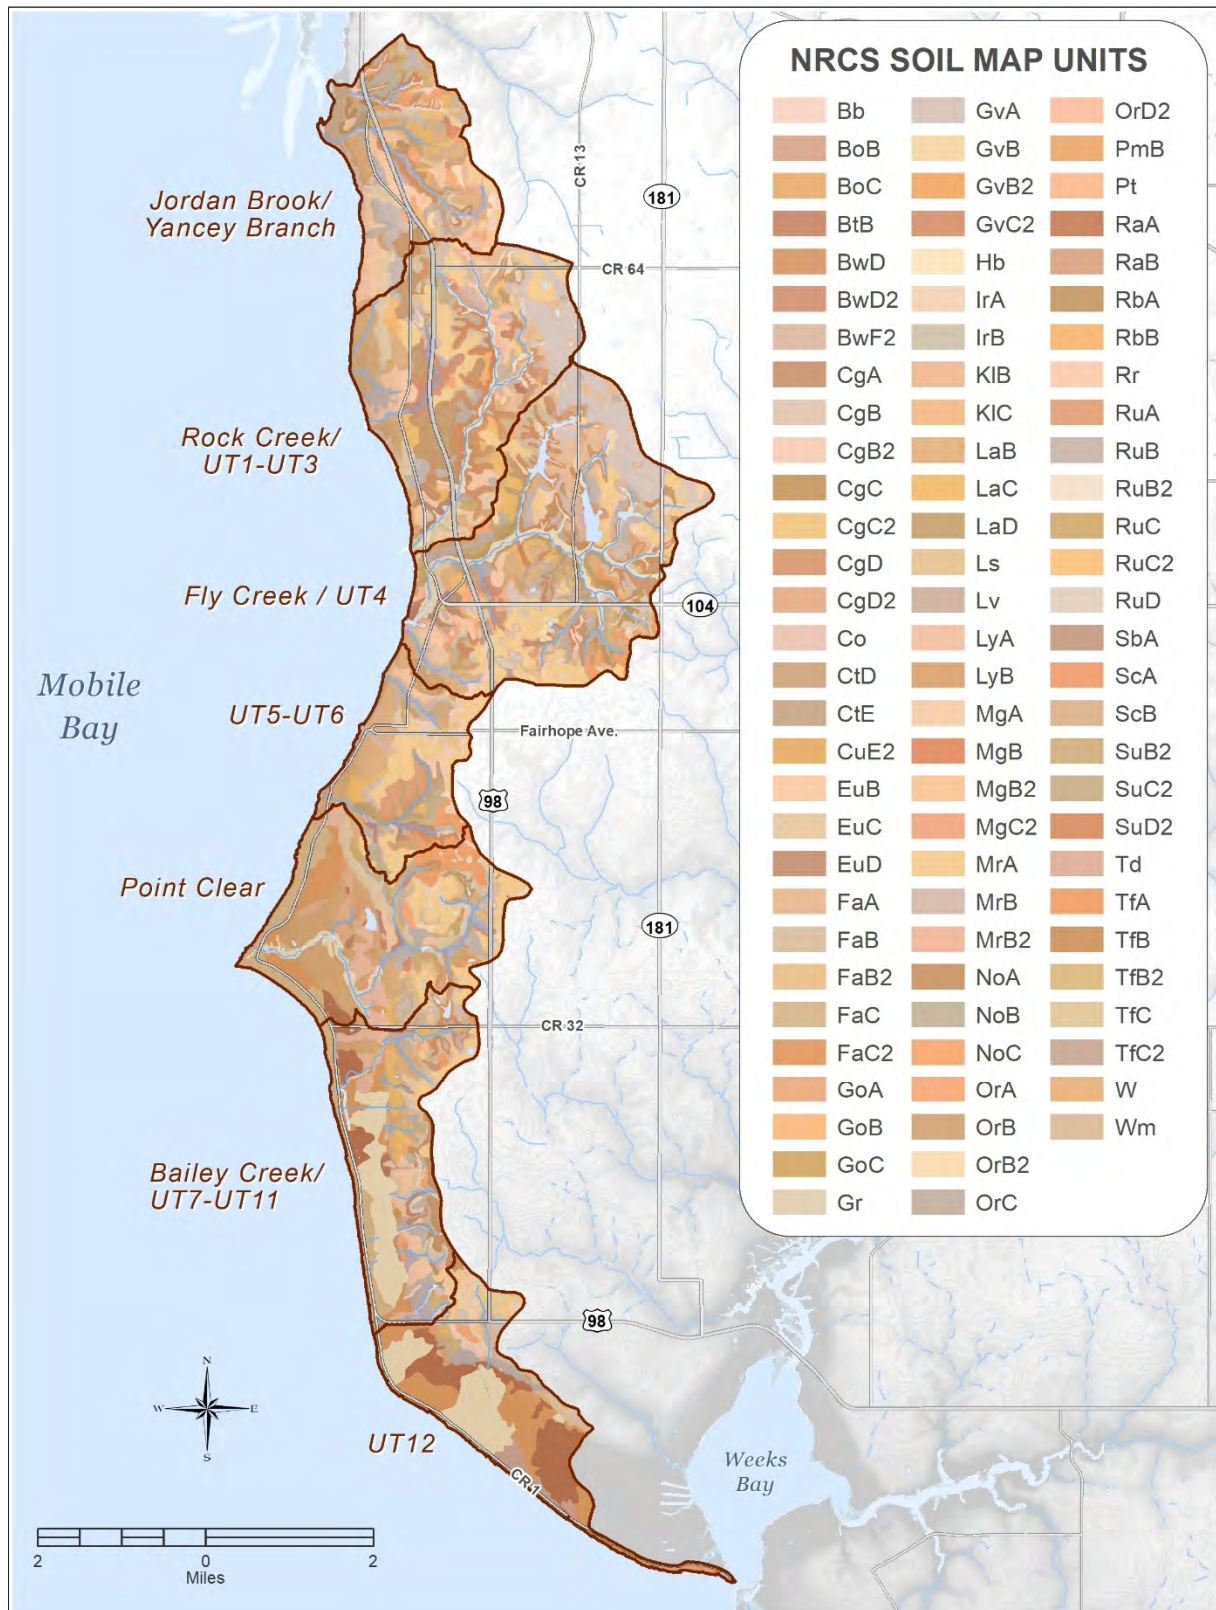 NRCS SOIL MAP UNITS
Bb
BoB
BoC
BtB
BwD
BwD2
BwF2
CgA
CgB
CgB2
CgC
CgC2
CgD
CgD2
Co
CtD
CtE
CuE2
EuB
EuC
EuD
FaA
FaB
FaB2
FaC
FaC2
GoA
GoB
GoC
Gr
GvA
GvB
GvB2
GvC2
Hb
IrA
IrB
KlB
KlC
LaB
LaC
LaD
Ls
Lv
LyA
LyB
MgA
MgB
MgB2
MgC2
MrA
MrB
MrB2
NoA
NoB
NoC
OrA
OrB
OrB2
OrC
OrD2
PmB
Pt
RaA
RaB
RbA
RbB
Rr
RuA
RuB
RuB2
RuC
RuC2
RuD
SbA
ScA
ScB
SuB2
SuC2
SuD2
Td
TfA
TfB
TfB2
TfC
TfC2
W
Wm
CR 13
181
Jordan Brook/
Yancey Branch
CR 64
Rock Creek/
UT1-UT3
Fly Creek / UT4
104
Mobile
Bay
UT5-UT6
Fairhope Ave.
98
Point Clear
181
CR 32
Bailey Creek/
UT7-UT11
98
N
W
E
S
UT12
CR 1
Weeks
Bay
2
0
2
Miles